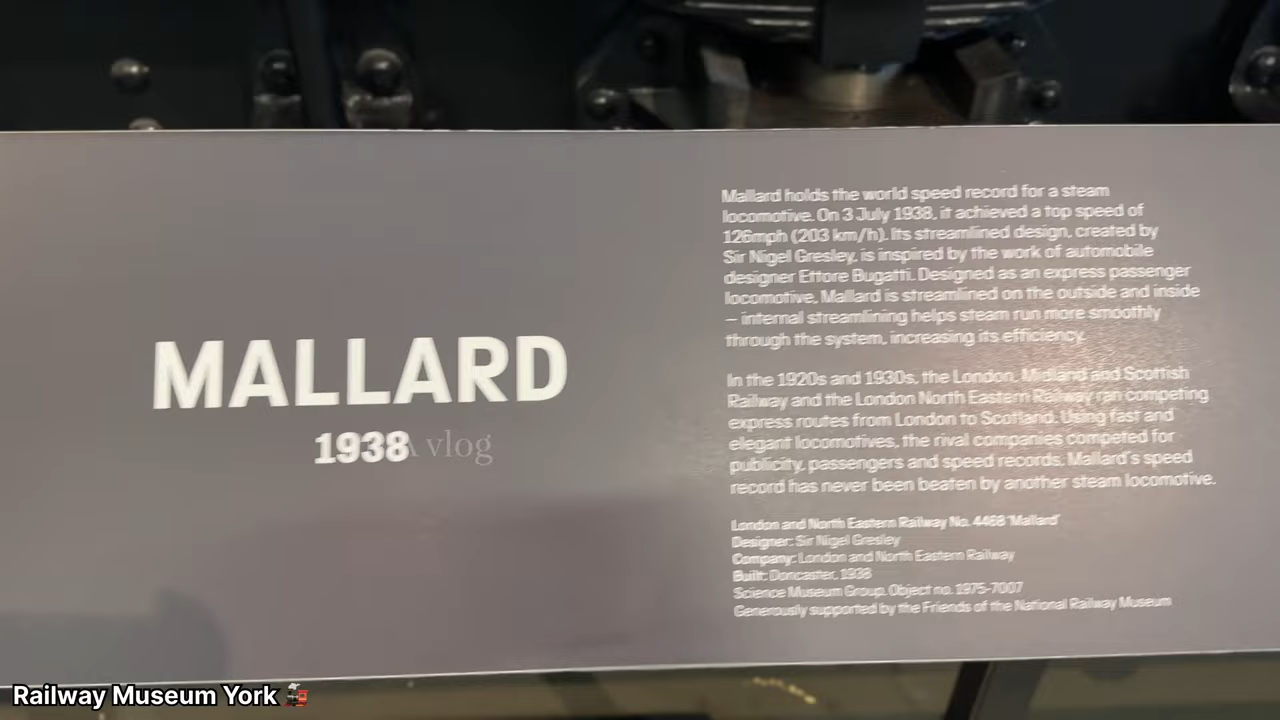 MALLARD
1938
A vlog
Mallard holds the world speed record for a steam
locomotive. On 3 July 1938, it achieved a top speed of
126mph (203 km/h). Its streamlined design, created by
Sir Nigel Gresley, is inspired by the work of automobile
designer Ettore Bugatti. Designed as an express passenger
locomotive, Mallard is streamlined on the outside and inside
– internal streamlining helps steam run more smoothly
through the system, increasing its efficiency.
In the 1920s and 1930s, the London, Midland and Scottish
Railway and the London North Eastern Railway ran competing
express routes from London to Scotland. Using fast and
elegant locomotives, the rival companies competed for
publicity, passengers and speed records. Mallard's speed
record has never been beaten by another steam locomotive.
London and North Eastern Railway No. 4468 'Mallard'
Designer: Sir Nigel Gresley
Company: London and North Eastern Railway
Built: Doncaster, 1938
Science Museum Group. Object no. 1975-7007
Generously supported by the Friends of the National Railway Museum
Railway Museum York 🚂